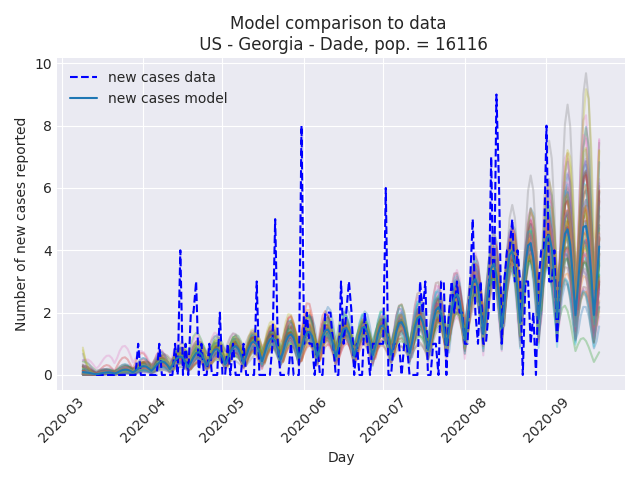 Model comparison to data
US - Georgia - Dade, pop. = 16116
new cases data
new cases model
Number of new cases reported
10
8
6
4
2
0
2020-03
2020-04
2020-05
2020-06
2020-07
2020-08
2020-09
Day